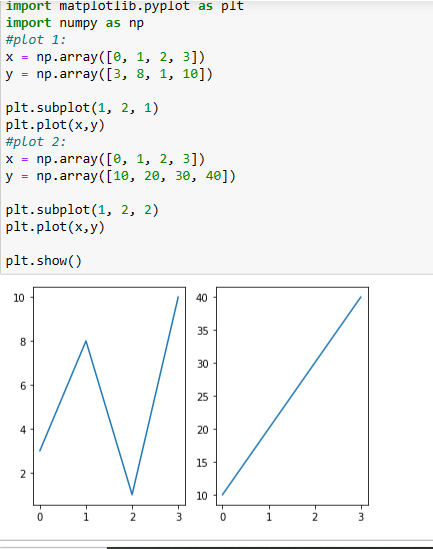 import matplotlib.pyplot as plt
import numpy as np
#plot 1:
x = np.array([0, 1, 2, 3])
y = np.array([3, 8, 1, 10])
plt.subplot(1, 2, 1)
plt.plot(x,y)
#plot 2:
x = np.array([0, 1, 2, 3])
y = np.array([10, 20, 30, 40])
plt.subplot(1, 2, 2)
plt.plot(x,y)
plt.show()
10
8
6
4
2
0 1 2 3
40
35
30
25
20
15
10
0 1 2 3